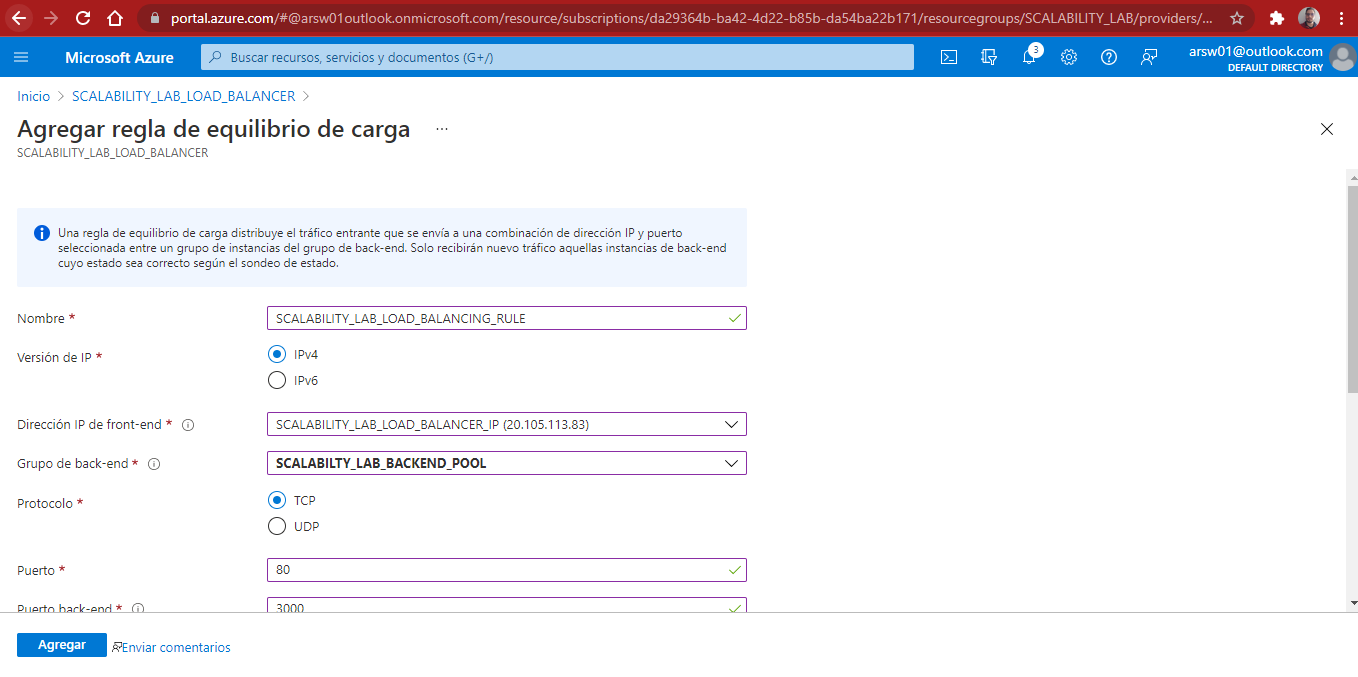 portal.azure.com/#@arsw01outlook.onmicrosoft.com/resource/subscriptions/da29364b-ba42-4d22-b85b-da54ba22b171/resourcegroups/SCALABILITY_LAB/providers/...
Microsoft Azure
Buscar recursos, servicios y documentos (G+/)
3
arsw01@outlook.com
DEFAULT DIRECTORY
Inicio > SCALABILITY_LAB_LOAD_BALANCER >
Agregar regla de equilibrio de carga ...
SCALABILITY_LAB_LOAD_BALANCER
Una regla de equilibrio de carga distribuye el tráfico entrante que se envía a una combinación de dirección IP y puerto
seleccionada entre un grupo de instancias del grupo de back-end. Solo recibirán nuevo tráfico aquellas instancias de back-end
cuyo estado sea correcto según el sondeo de estado.
Nombre * SCALABILITY_LAB_LOAD_BALANCING_RULE
Versión de IP * IPv4
IPv6
Dirección IP de front-end * SCALABILITY_LAB_LOAD_BALANCER_IP (20.105.113.83)
Grupo de back-end * SCALABILTY_LAB_BACKEND_POOL
Protocolo * TCP
UDP
Puerto * 80
Puerto back-end * 3000
Agregar Enviar comentarios